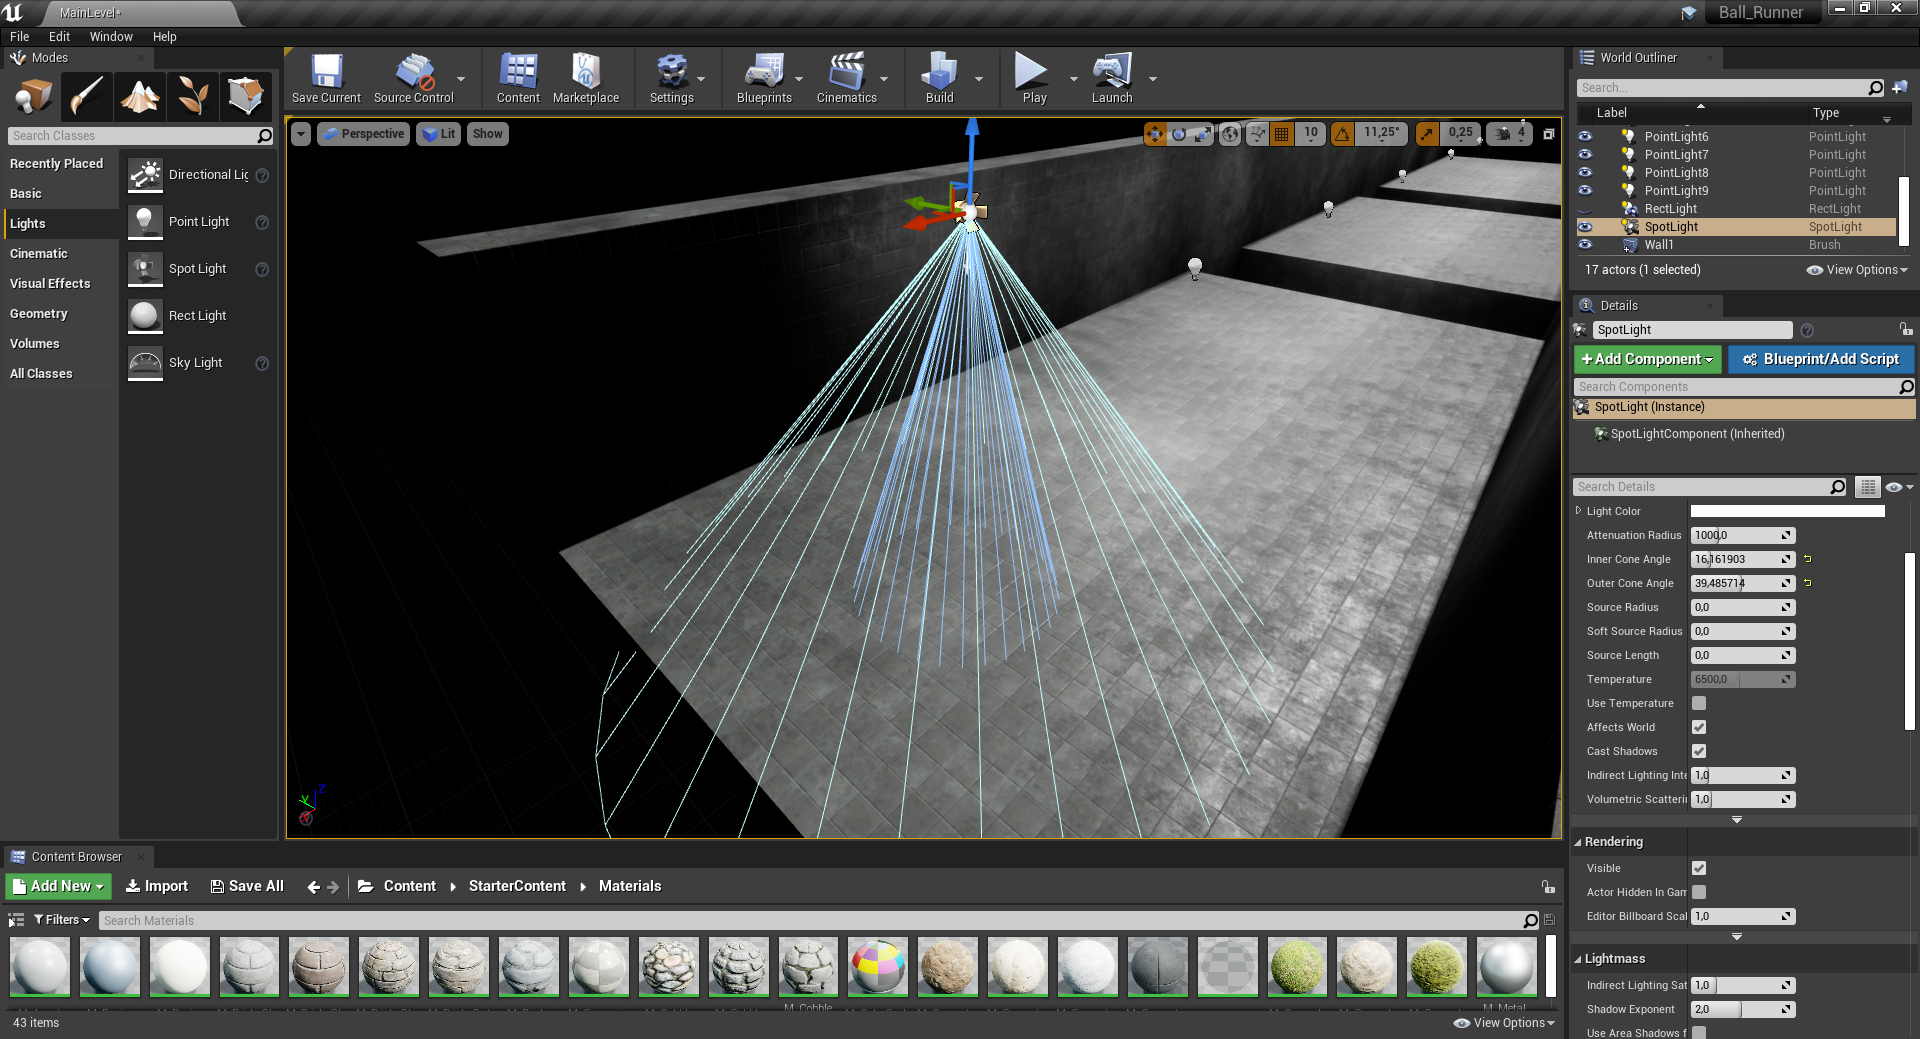 MainLevel*
Ball_Runner
File Edit Window Help
Modes
Search Classes
Recently Placed
Basic
Lights
Cinematic
Visual Effects
Geometry
Volumes
All Classes
Directional Lig
Point Light
Spot Light
Rect Light
Sky Light
Save Current
Source Control
Content
Marketplace
Settings
Blueprints
Cinematics
Build
Play
Launch
Perspective
Lit
Show
10
11,25°
0,25
4
Z
Y
World Outliner
Search...
Label Type
PointLight6 PointLight
PointLight7 PointLight
PointLight8 PointLight
PointLight9 PointLight
RectLight RectLight
SpotLight SpotLight
Wall1 Brush
17 actors (1 selected) View Options
Details
SpotLight
+Add Component
Blueprint/Add Script
Search Components
SpotLight (Instance)
SpotLightComponent (Inherited)
Search Details
Light Color
Attenuation Radius 1000,0
Inner Cone Angle 16,161903
Outer Cone Angle 39,485714
Source Radius 0,0
Soft Source Radius 0,0
Source Length 0,0
Temperature 6500,0
Use Temperature
Affects World
Cast Shadows
Indirect Lighting Inte 1,0
Volumetric Scatteri 1,0
Rendering
Visible
Actor Hidden In Gam
Editor Billboard Scal 1,0
Lightmass
Indirect Lighting Sat 1,0
Shadow Exponent 2,0
Use Area Shadows f
Content Browser
Add New Import Save All Content StarterContent Materials
Filters
Search Materials
M_Cobble
M_Metal
43 items
View Options